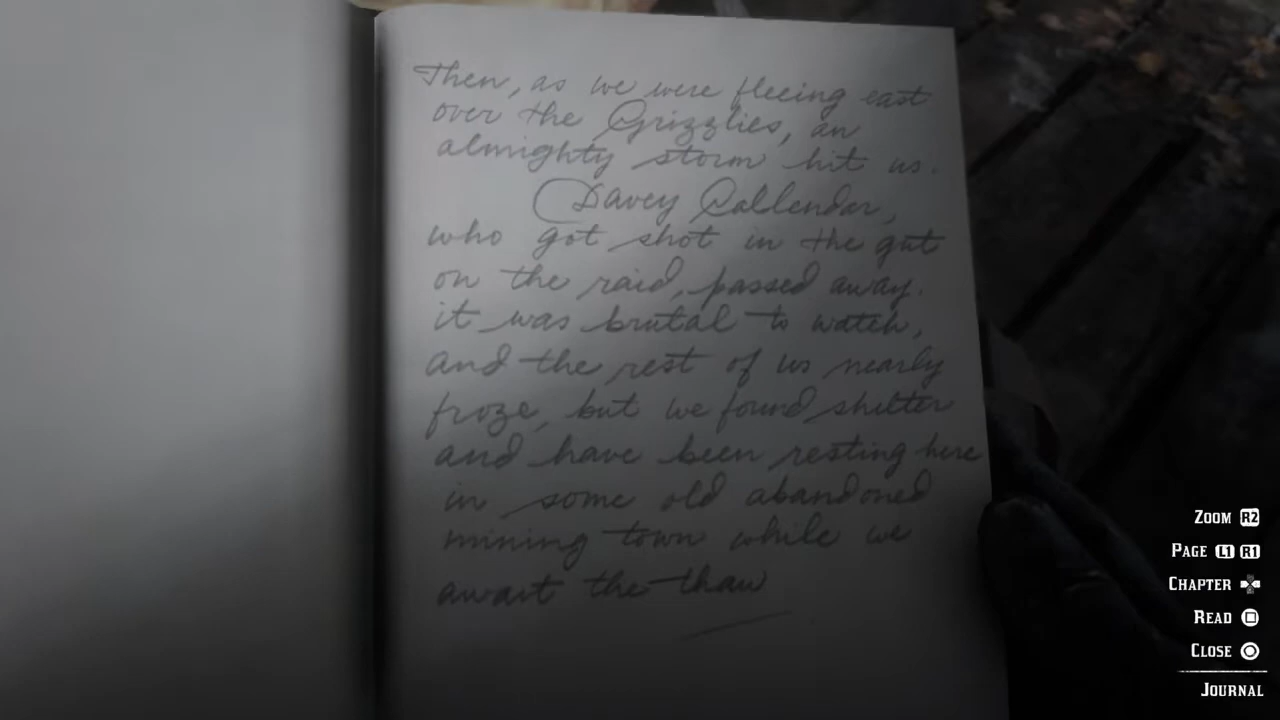 Then, as we were fleeing east
over the Grizzlies, an
almighty storm hit us.
Davey Callendar,
who got shot in the gut
on the raid, passed away.
it was brutal to watch,
and the rest of us nearly
froze, but we found shelter
and have been resting here
in some old abandoned
mining town while we
await the thaw
ZOOM R2
PAGE L1 R1
CHAPTER
READ
CLOSE
JOURNAL